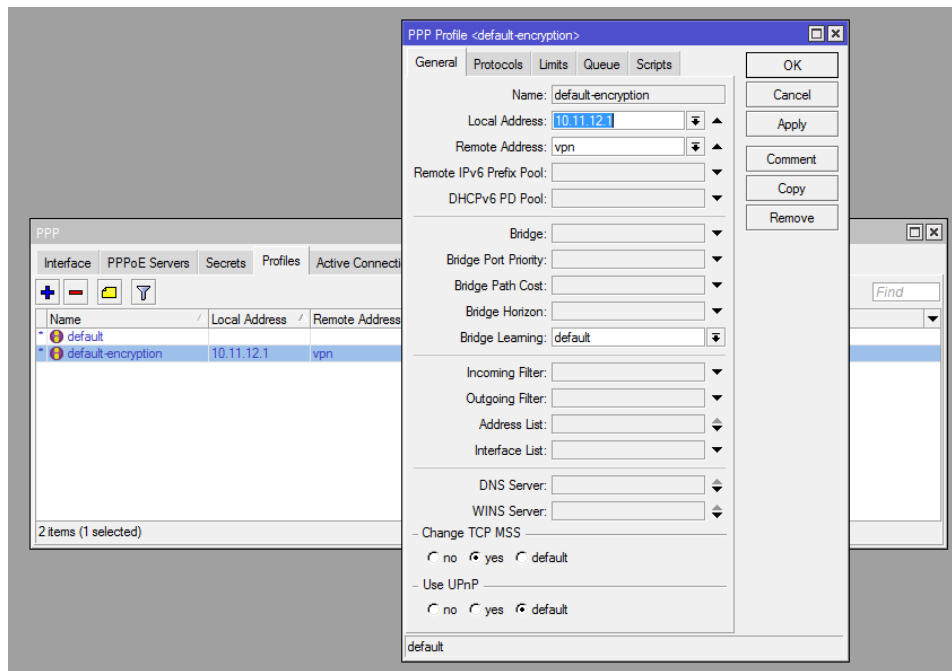 PPP Profile <default-encryption>
General Protocols Limits Queue Scripts
Name: default-encryption
Local Address: 10.11.12.1
Remote Address: vpn
Remote IPv6 Prefix Pool:
DHCPv6 PD Pool:
Bridge:
Bridge Port Priority:
Bridge Path Cost:
Bridge Horizon:
Bridge Learning: default
Incoming Filter:
Outgoing Filter:
Address List:
Interface List:
DNS Server:
WINS Server:
Change TCP MSS
no yes default
Use UPnP
no yes default
default
OK
Cancel
Apply
Comment
Copy
Remove
PPP
Interface PPPoE Servers Secrets Profiles Active Connecti
Find
Name Local Address Remote Address
* default
* default-encryption 10.11.12.1 vpn
2 items (1 selected)